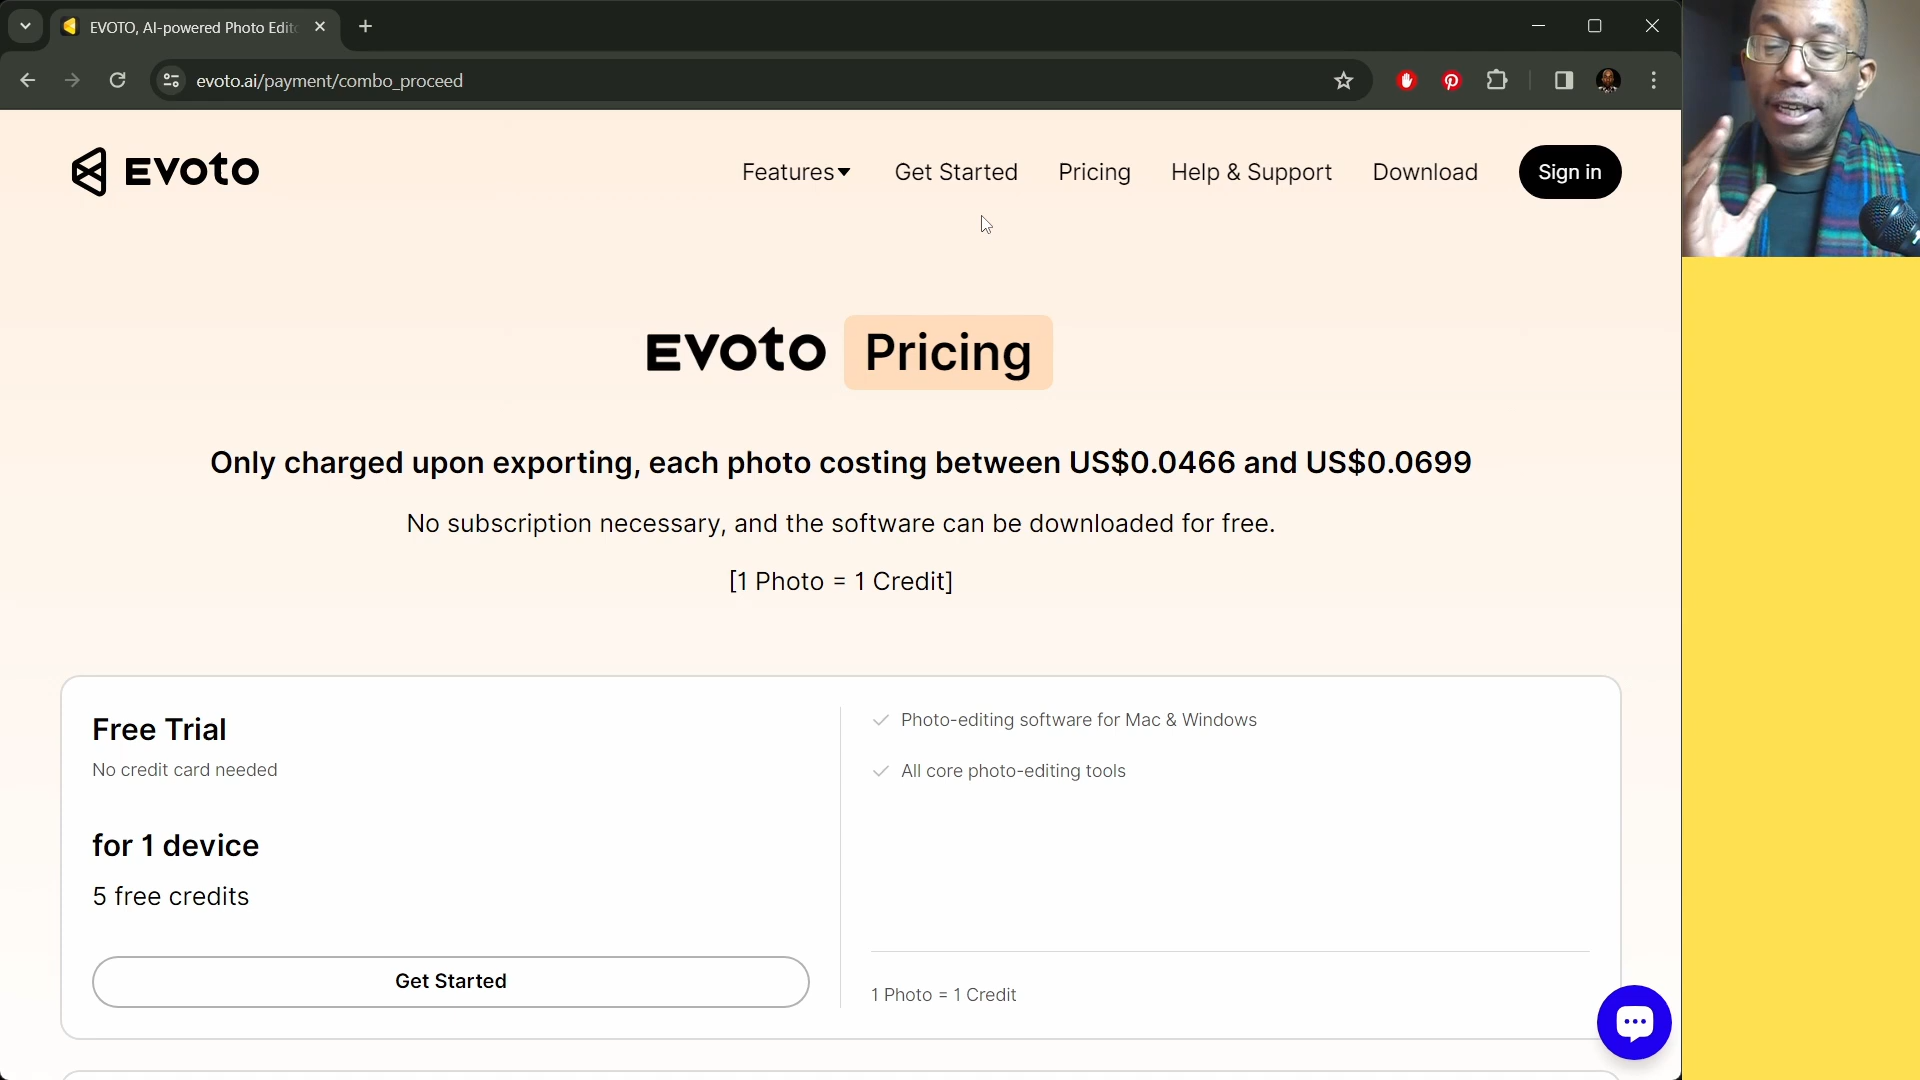 EVOTO, AI-powered Photo Edito
evoto.ai/payment/combo_proceed
EVOTO
Features
Get Started
Pricing
Help & Support
Download
Sign in
EVOTO Pricing
Only charged upon exporting, each photo costing between US$0.0466 and US$0.0699
No subscription necessary, and the software can be downloaded for free.
[1 Photo = 1 Credit]
Free Trial
No credit card needed
for 1 device
5 free credits
Get Started
Photo-editing software for Mac & Windows
All core photo-editing tools
1 Photo = 1 Credit